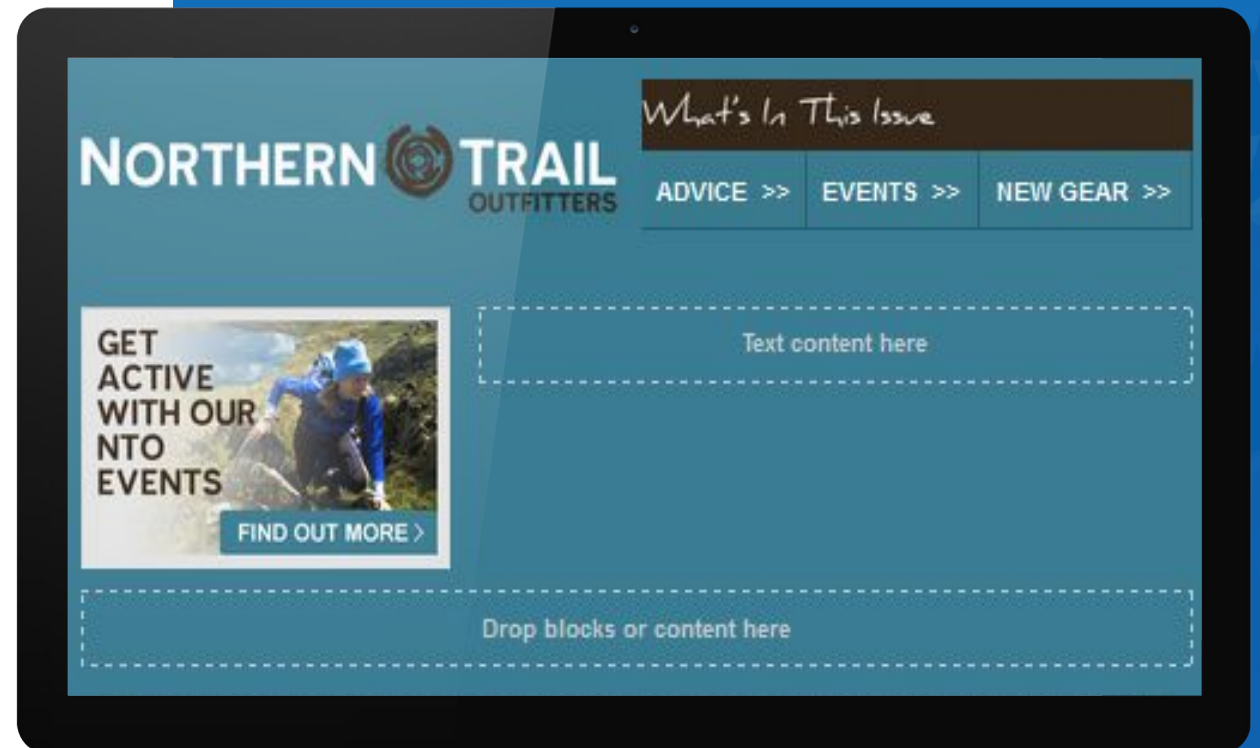 NORTHERN TRAIL
OUTFITTERS
What's In This Issue
ADVICE >> EVENTS >> NEW GEAR >>
GET
ACTIVE
WITH OUR
NTO
EVENTS
FIND OUT MORE >
Text content here
Drop blocks or content here